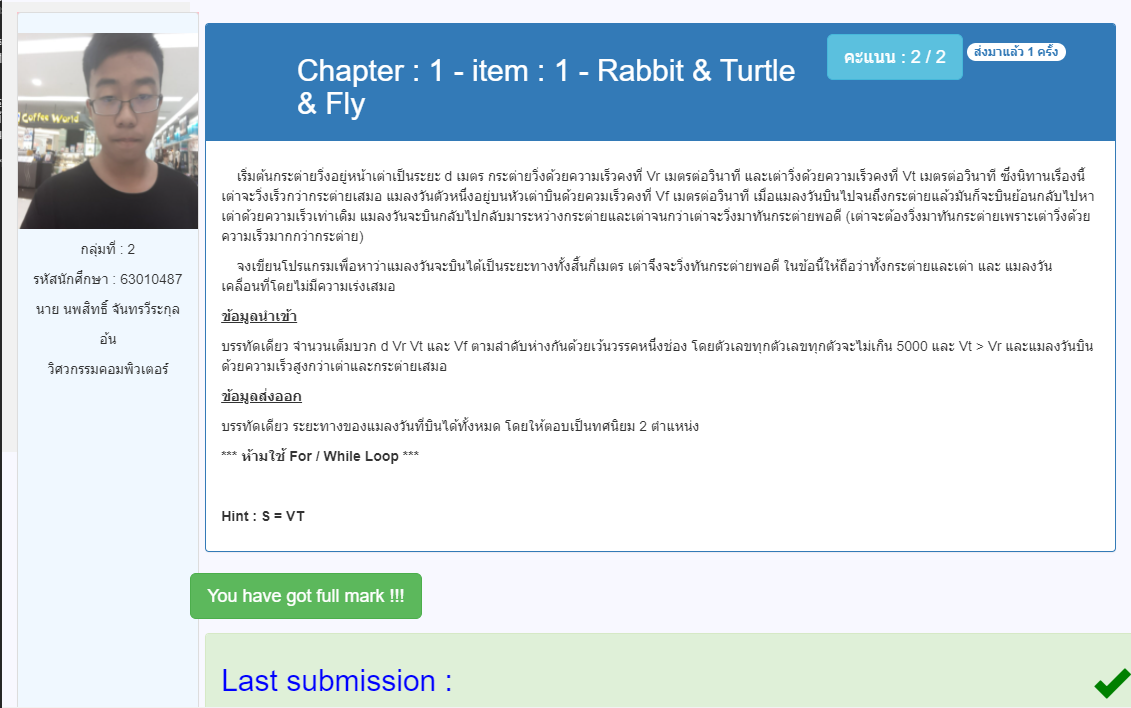 Coffee World
กลุ่มที่ : 2
รหัสนักศึกษา : 63010487
นาย นพสิทธิ์ จันทรวีระกุล
อ้น
วิศวกรรมคอมพิวเตอร์
Chapter : 1 - item : 1 - Rabbit & Turtle
& Fly
คะแนน : 2 / 2
ส่งมาแล้ว 1 ครั้ง
เริ่มต้นกระต่ายวิ่งอยู่หน้าเต่าเป็นระยะ d เมตร กระต่ายวิ่งด้วยความเร็วคงที่ Vr เมตรต่อวินาที และเต่าวิ่งด้วยความเร็วคงที่ Vt เมตรต่อวินาที ซึ่งนิทานเรื่องนี้
เต่าจะวิ่งเร็วกว่ากระต่ายเสมอ แมลงวันตัวหนึ่งอยู่บนหัวเต่าบินด้วยควมเร็วคงที่ Vf เมตรต่อวินาที เมื่อแมลงวันบินไปจนถึงกระต่ายแล้วมันก็จะบินย้อนกลับไปหา
เต่าด้วยความเร็วเท่าเดิม แมลงวันจะบินกลับไปกลับมาระหว่างกระต่ายและเต่าจนกว่าเต่าจะวิ่งมาทันกระต่ายพอดี (เต่าจะต้องวิ่งมาทันกระต่ายเพราะเต่าวิ่งด้วย
ความเร็วมากกว่ากระต่าย)
จงเขียนโปรแกรมเพื่อหาว่าแมลงวันจะบินได้เป็นระยะทางทั้งสิ้นกี่เมตร เต่าจึงจะวิ่งทันกระต่ายพอดี ในข้อนี้ให้ถือว่าทั้งกระต่ายและเต่า และ แมลงวัน
เคลื่อนที่โดยไม่มีความเร่งเสมอ
ข้อมูลนำเข้า
บรรทัดเดียว จำนวนเต็มบวก d Vr Vt และ Vf ตามลำดับห่างกันด้วยเว้นวรรคหนึ่งช่อง โดยตัวเลขทุกตัวเลขทุกตัวจะไม่เกิน 5000 และ Vt > Vr และแมลงวันบิน
ด้วยความเร็วสูงกว่าเต่าและกระต่ายเสมอ
ข้อมูลส่งออก
บรรทัดเดียว ระยะทางของแมลงวันที่บินได้ทั้งหมด โดยให้ตอบเป็นทศนิยม 2 ตำแหน่ง
*** ห้ามใช้ For / While Loop ***
Hint : S = VT
You have got full mark !!!
Last submission :